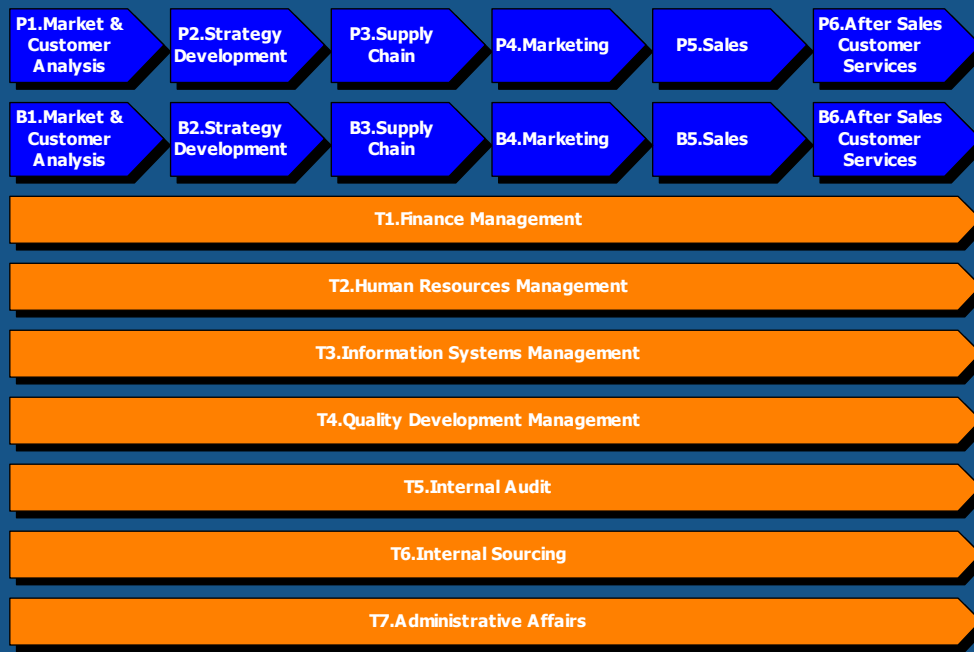 P1.Market &
Customer
Analysis
P2.Strategy
Development
P3.Supply
Chain
P4.Marketing
P5.Sales
P6.After Sales
Customer
Services
B1.Market &
Customer
Analysis
B2.Strategy
Development
B3.Supply
Chain
B4.Marketing
B5.Sales
B6.After Sales
Customer
Services
T1.Finance Management
T2.Human Resources Management
T3.Information Systems Management
T4.Quality Development Management
T5.Internal Audit
T6.Internal Sourcing
T7.Administrative Affairs